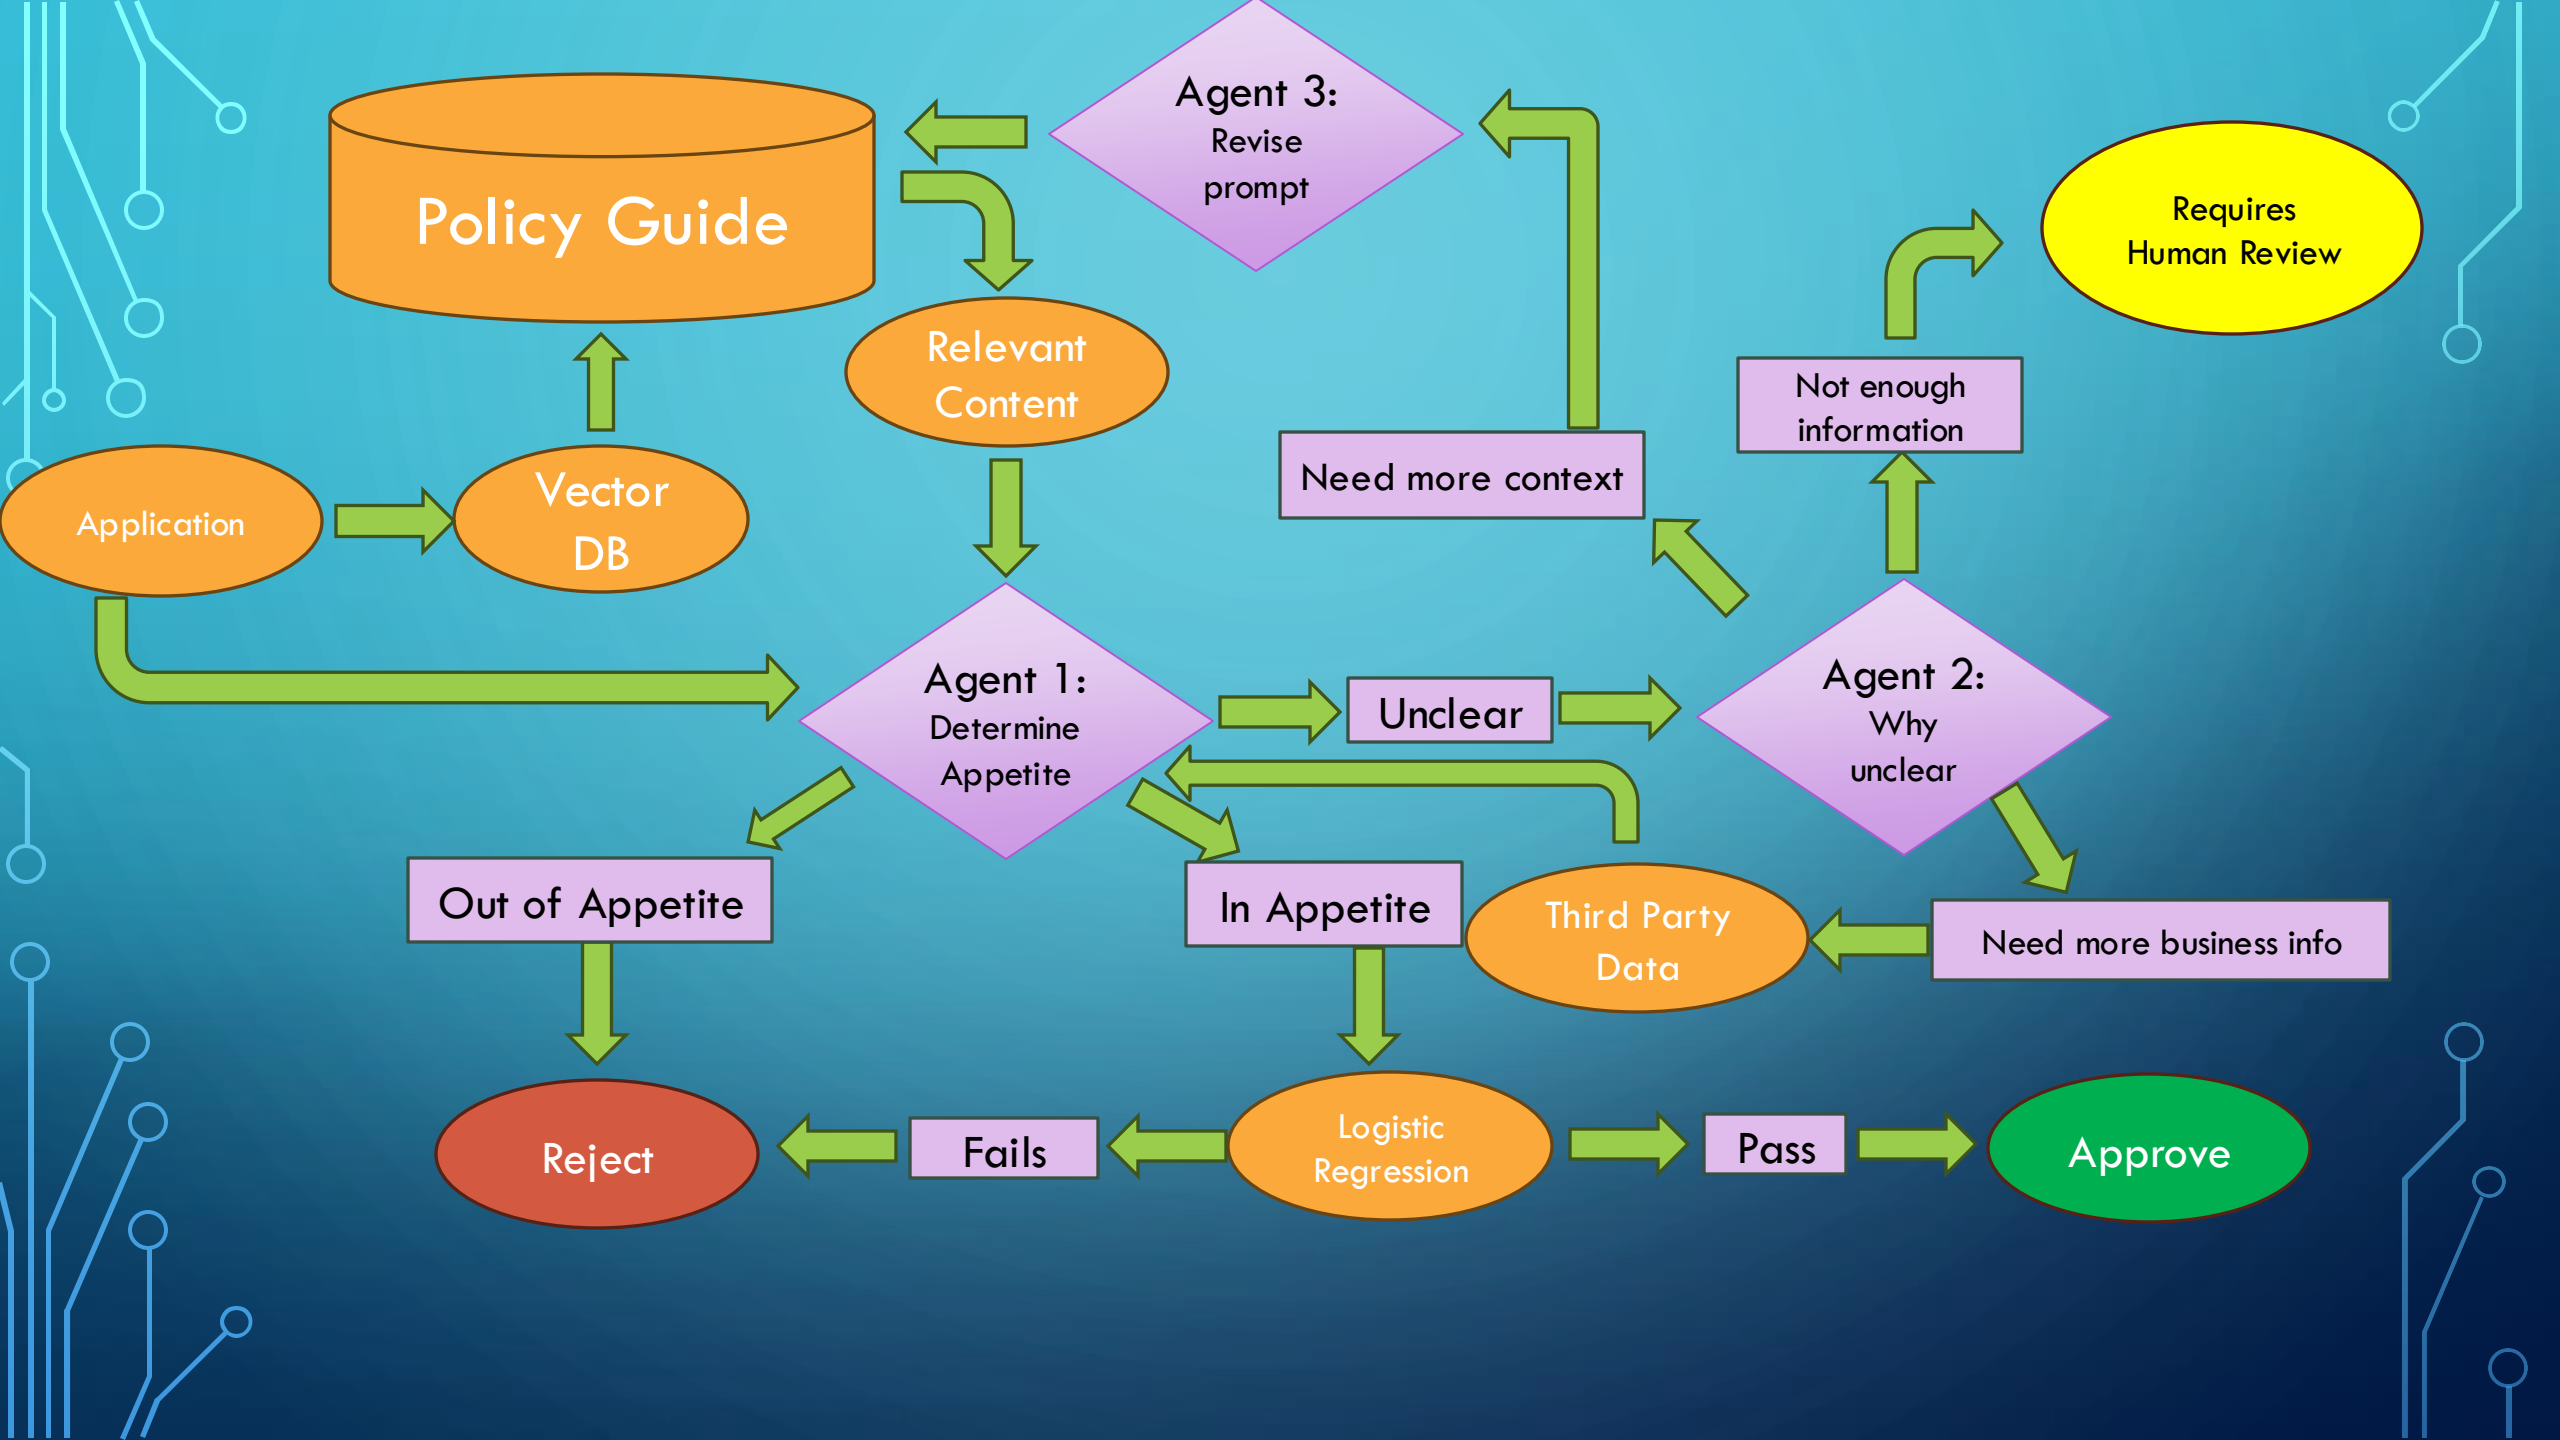 Agent 3:
Revise
prompt
Policy Guide
Requires
Human Review
Relevant
Content
Not enough
information
Need more context
Application
Vector
DB
Agent 1:
Determine
Appetite
Unclear
Agent 2:
Why
unclear
Out of Appetite
In Appetite
Third Party
Data
Need more business info
Reject
Fails
Logistic
Regression
Pass
Approve